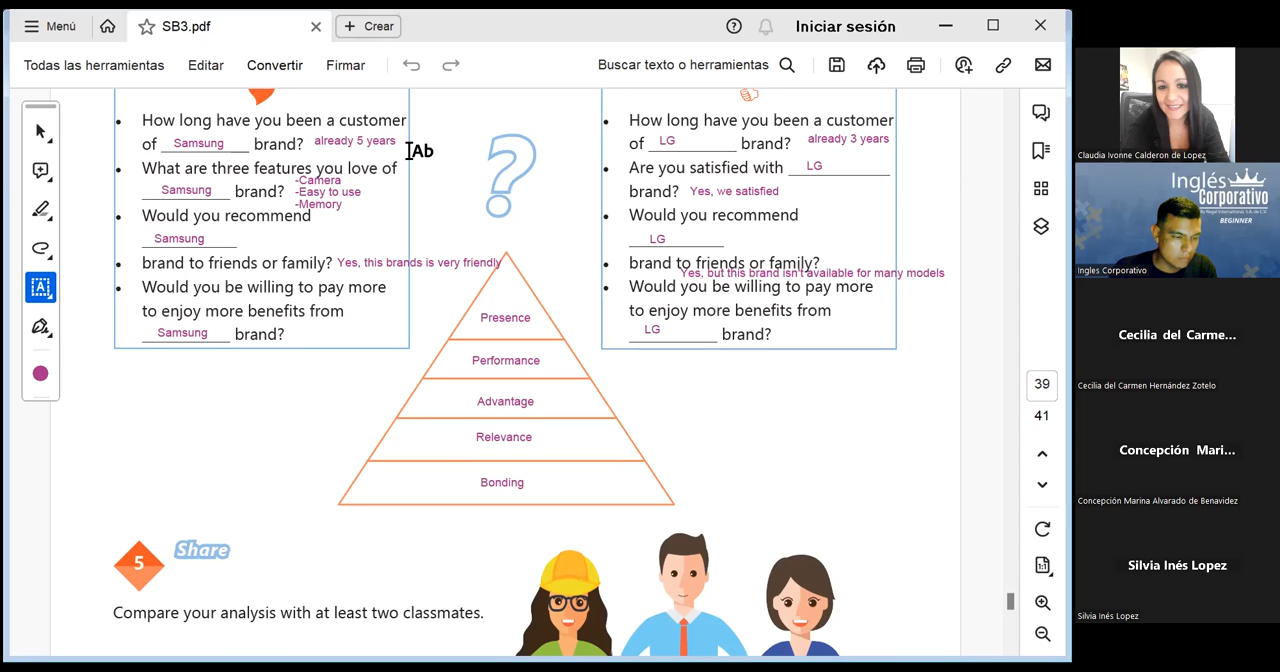 Menú
SB3.pdf
Crear
Iniciar sesión
Todas las herramientas
Editar
Convertir
Firmar
Buscar texto o herramientas
How long have you been a customer
of Samsung brand? already 5 years
What are three features you love of
Samsung brand?
-Camera
-Easy to use
-Memory
Would you recommend
Samsung
brand to friends or family? Yes, this brands is very friendly
Would you be willing to pay more
to enjoy more benefits from
Samsung brand?
Ab
?
How long have you been a customer
of LG brand? already 3 years
Are you satisfied with LG
brand? Yes, we satisfied
Would you recommend
LG
brand to friends or family?
Yes, but this brand isn't available for many models
Would you be willing to pay more
to enjoy more benefits from
LG brand?
Presence
Performance
Advantage
Relevance
Bonding
5
Share
Compare your analysis with at least two classmates.
39
41
Claudia Ivonne Calderon de Lopez
Inglés
Corporativo
By Regal International, S.A. de C.V.
BEGINNER
Ingles Corporativo
Cecilia del Carme...
Cecilia del Carmen Hernández Zotelo
Concepción Mari...
Concepción Marina Alvarado de Benavidez
Silvia Inés Lopez
Silvia Inés Lopez